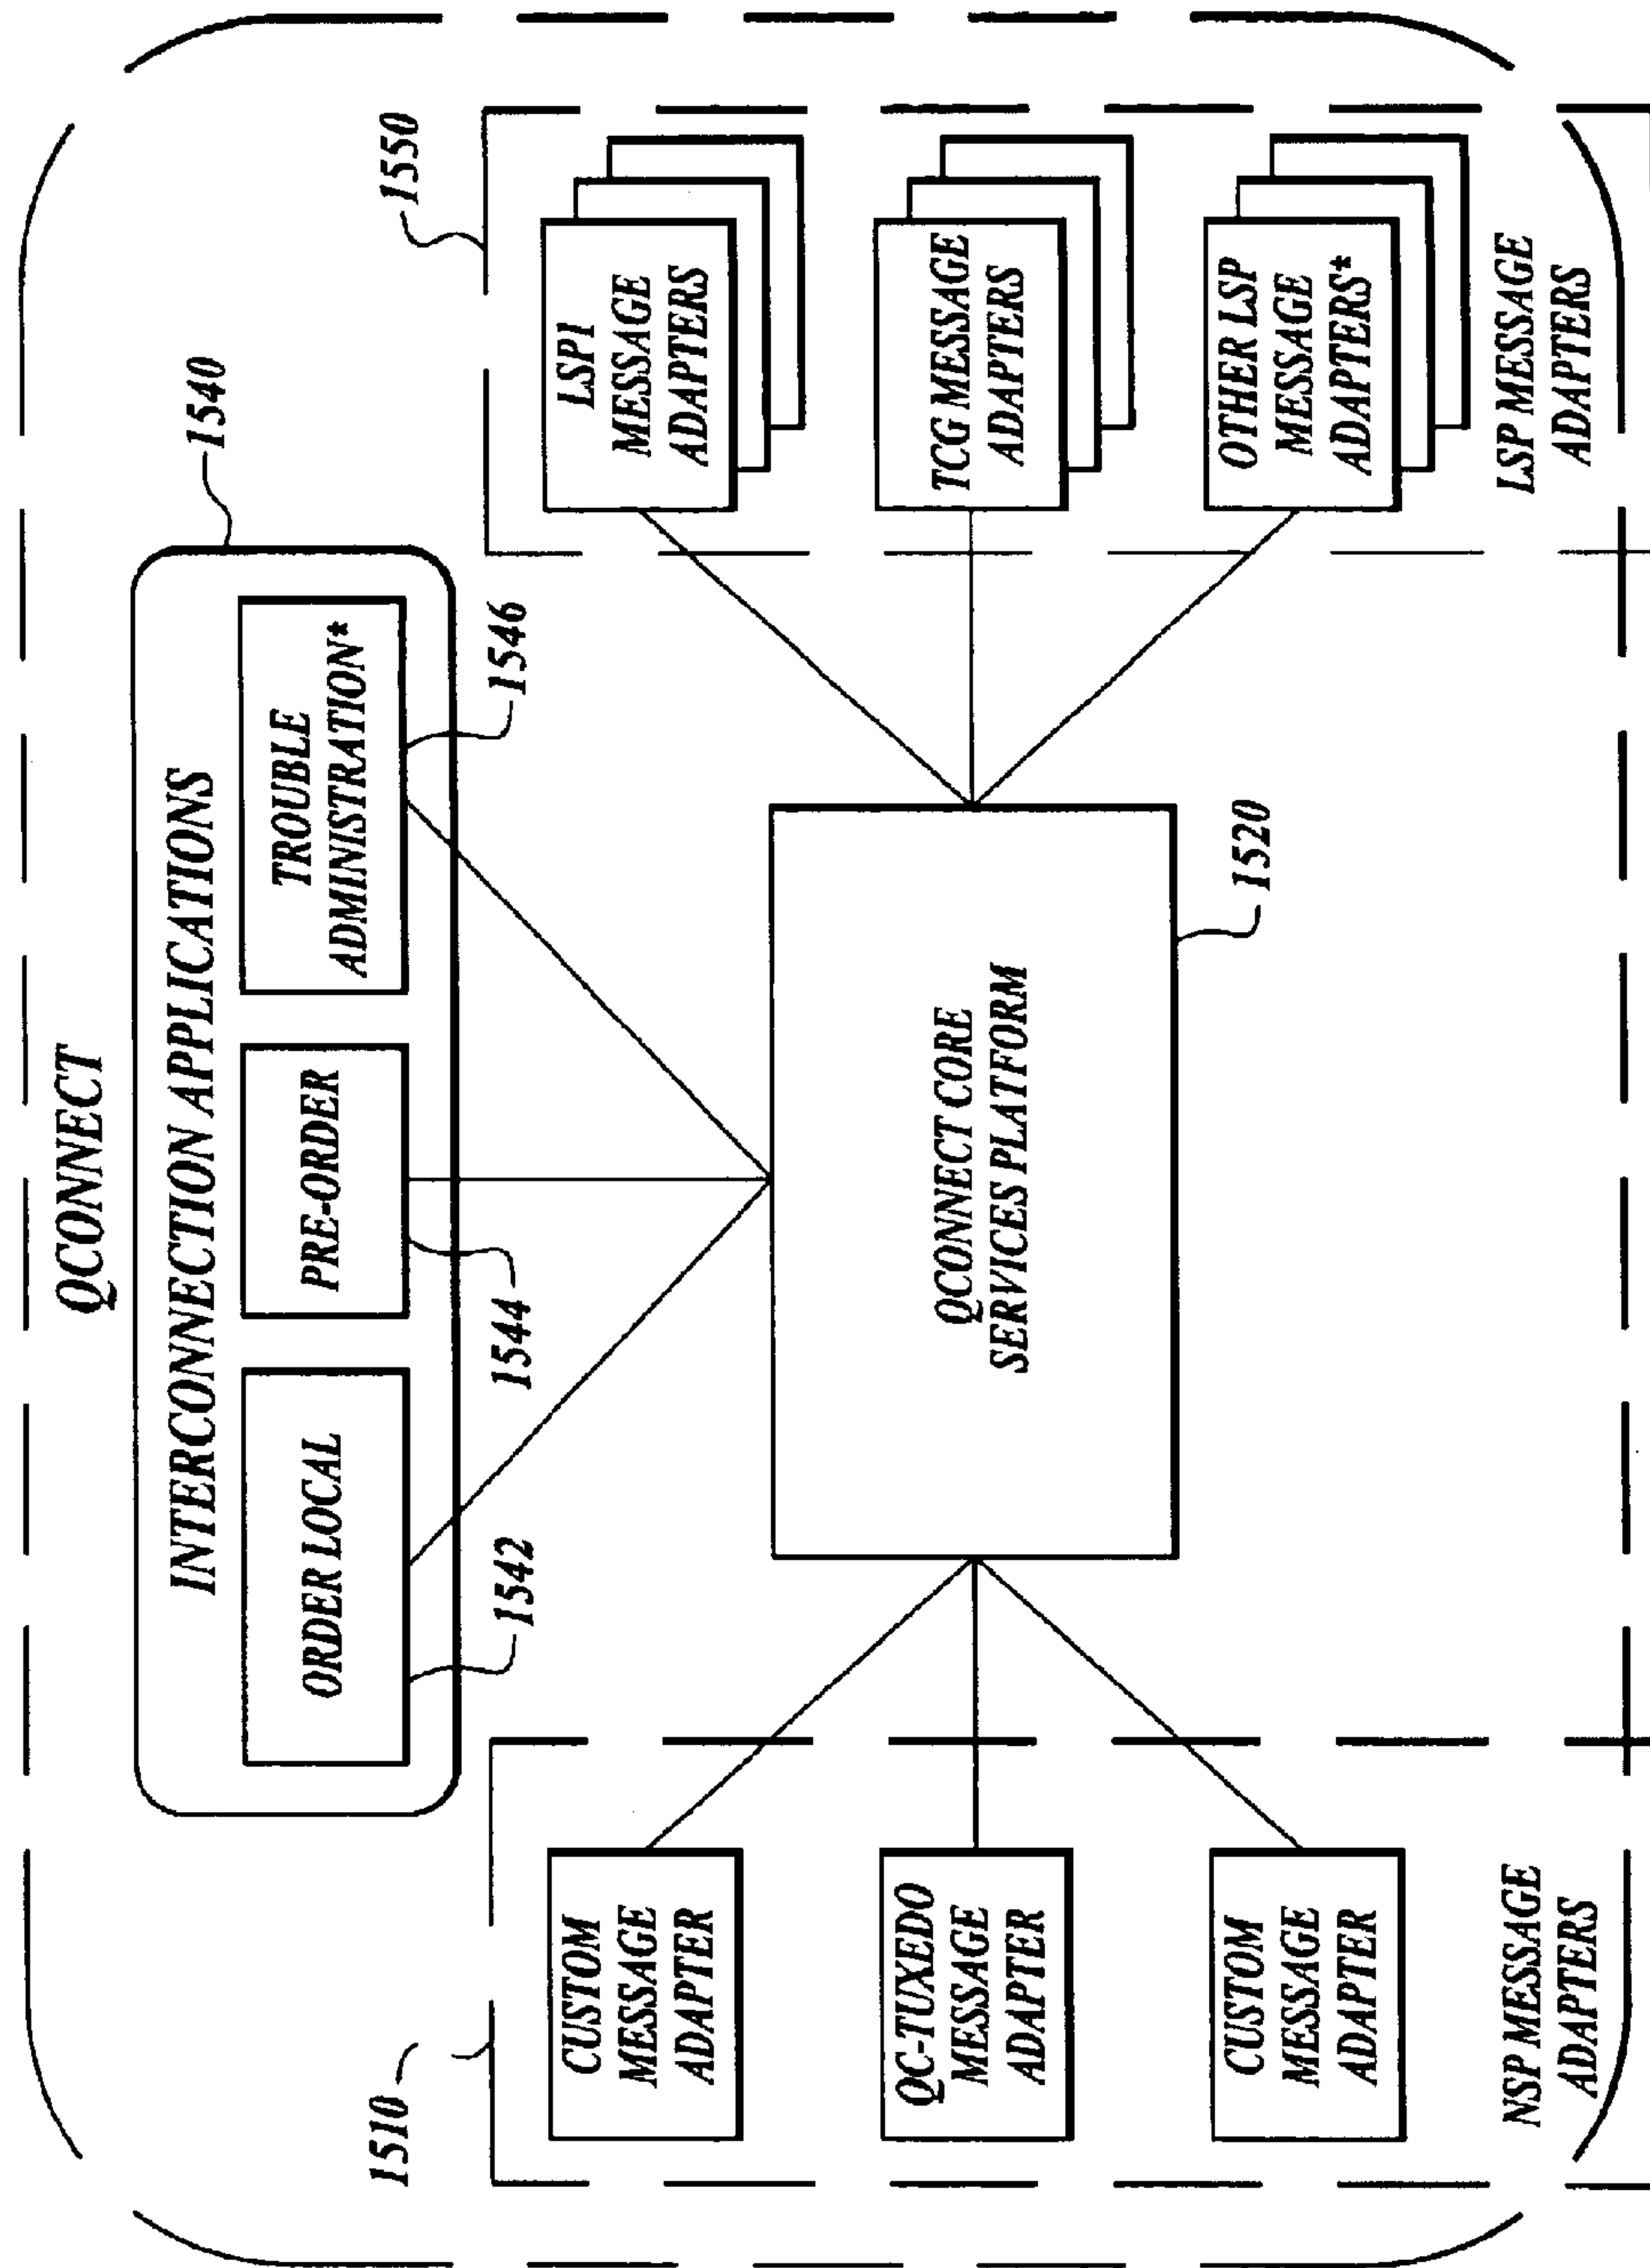 QCONNECT
INTERCONNECTION APPLICATIONS
1540
ORDER LOCAL
PRE-ORDER
TROUBLE
ADMINISTRATION*
1542
1544
1546
1510
CUSTOM
MESSAGE
ADAPTER
QC-TUXEDO
MESSAGE
ADAPTER
CUSTOM
MESSAGE
ADAPTER
NSP MESSAGE
ADAPTERS
QCONNECT CORE
SERVICES PLATFORM
1520
1550
LSP1
MESSAGE
ADAPTERS
TCG MESSAGE
ADAPTERS
OTHER LSP
MESSAGE
ADAPTERS*
LSP MESSAGE
ADAPTERS